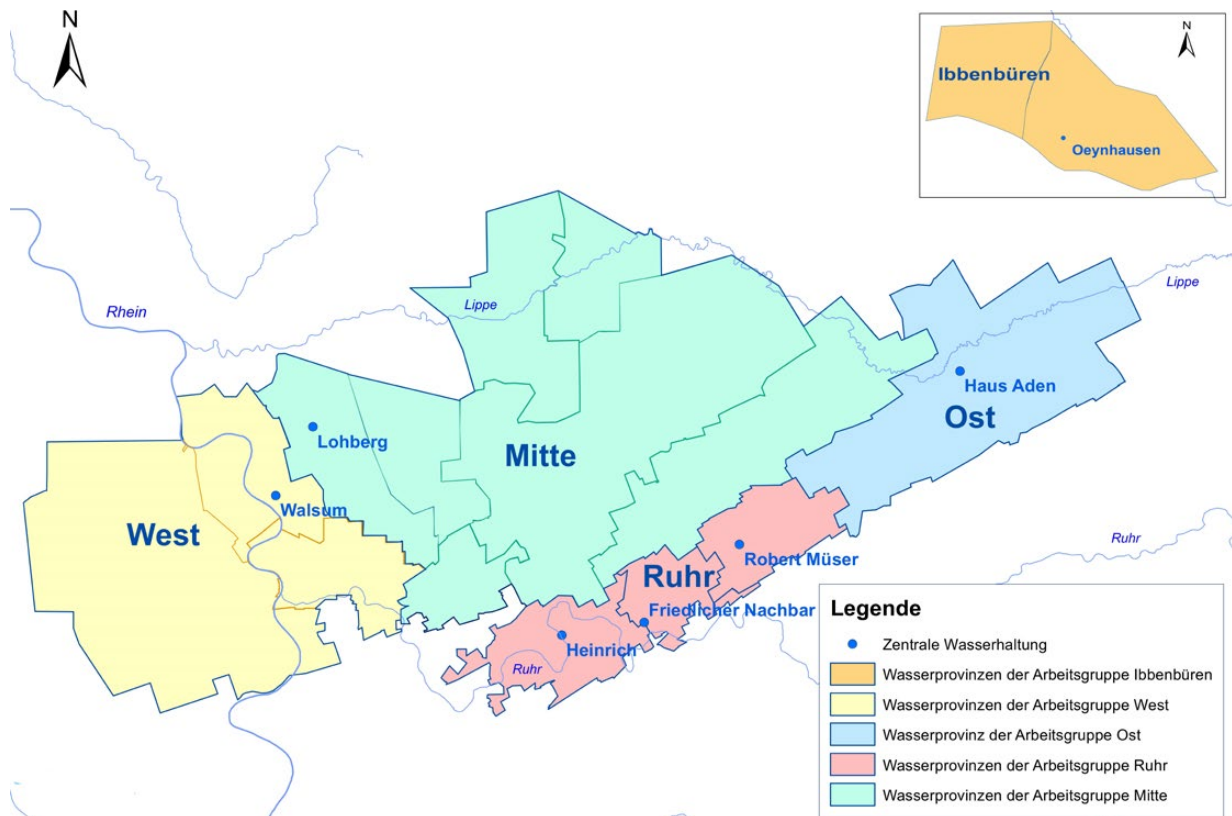 N
N
Ibbenbüren
Oeynhausen
Rhein
Lippe
Lippe
Haus Aden
Ost
Lohberg
Mitte
Walsum
West
Ruhr
Robert Müser
Ruhr
Friedlicher Nachbar
Heinrich
Ruhr
Legende
Zentrale Wasserhaltung
Wasserprovinzen der Arbeitsgruppe Ibbenbüren
Wasserprovinzen der Arbeitsgruppe West
Wasserprovinz der Arbeitsgruppe Ost
Wasserprovinzen der Arbeitsgruppe Ruhr
Wasserprovinzen der Arbeitsgruppe Mitte